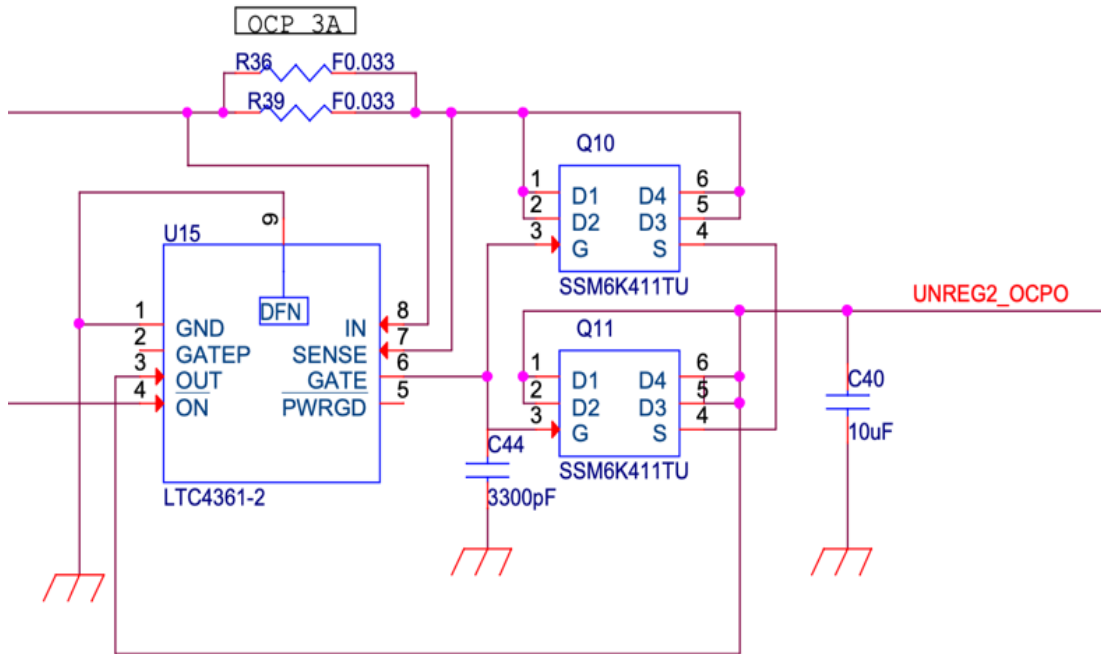 OCP 3A
R36 F0.033
R39 F0.033
Q10
1 D1 D4 6
2 D2 D3 5
3 G S 4
SSM6K411TU
9
U15
DFN
1 GND IN 8
2 GATEP SENSE 7
3 OUT GATE 6
4 ON PWRGD 5
LTC4361-2
UNREG2_OCPO
Q11
1 D1 D4 6
2 D2 D3 5
3 G S 4
SSM6K411TU
C44
3300pF
C40
10uF